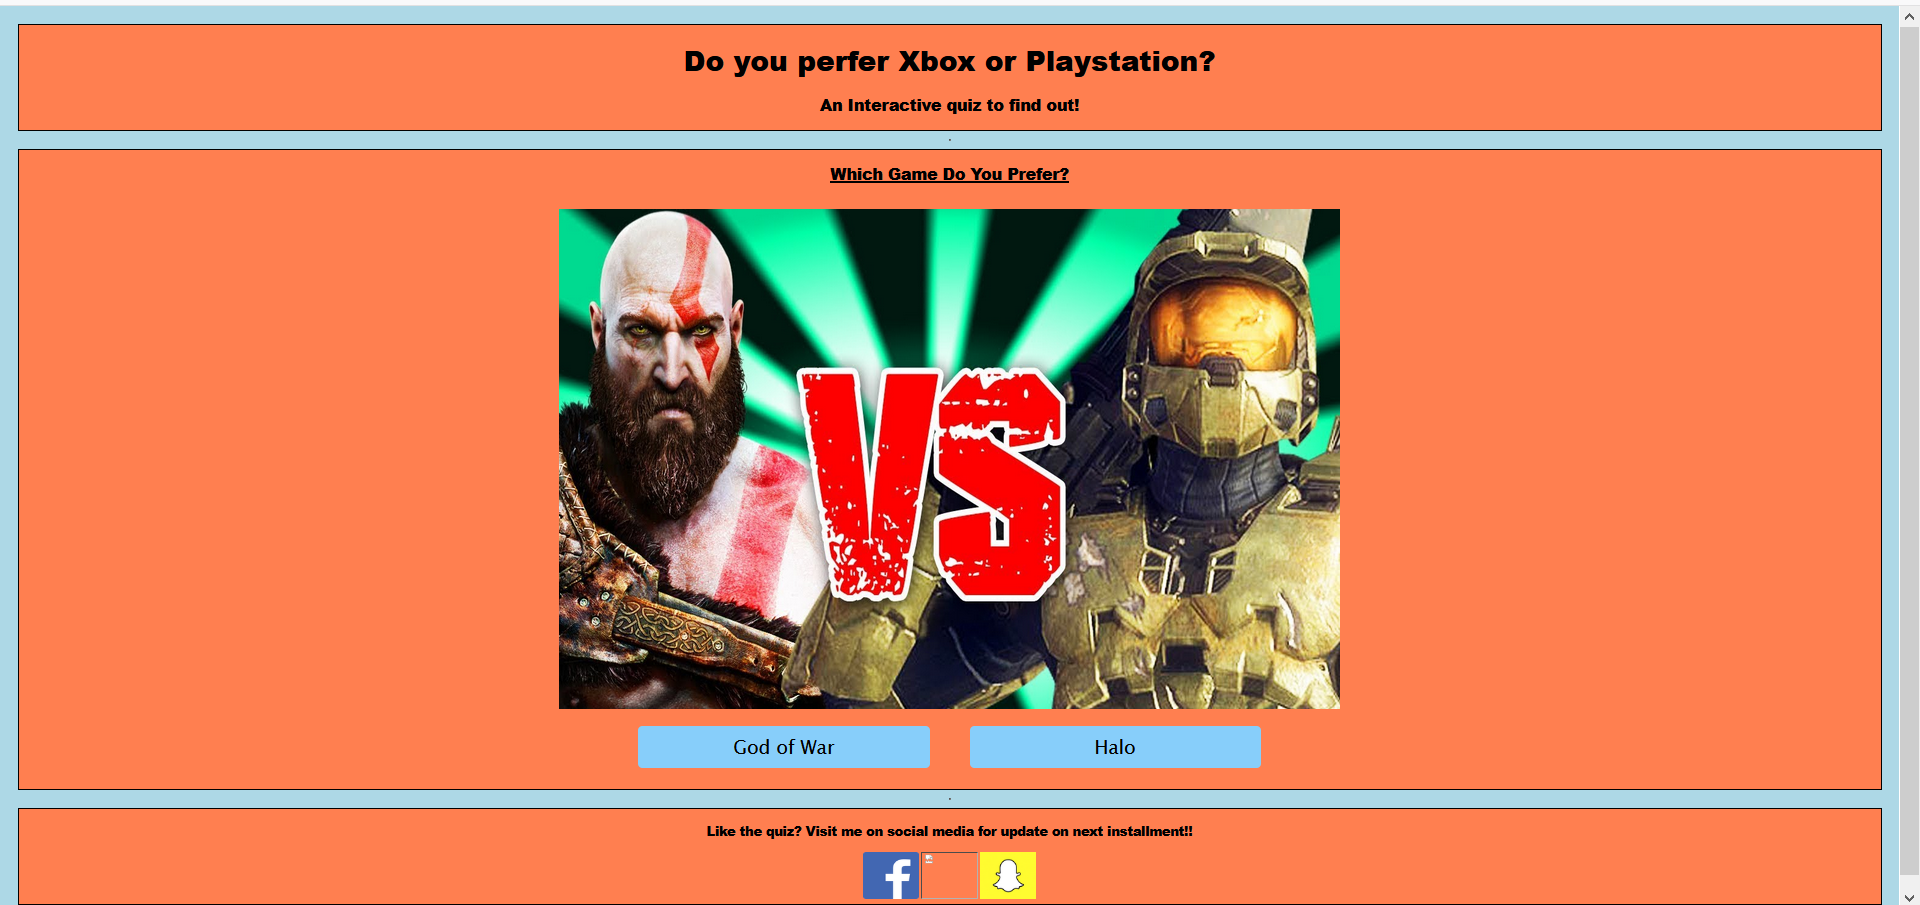 Do you perfer Xbox or Playstation?
An Interactive quiz to find out!
.
Which Game Do You Prefer?
VS
God of War
Halo
.
Like the quiz? Visit me on social media for update on next installment!!
f